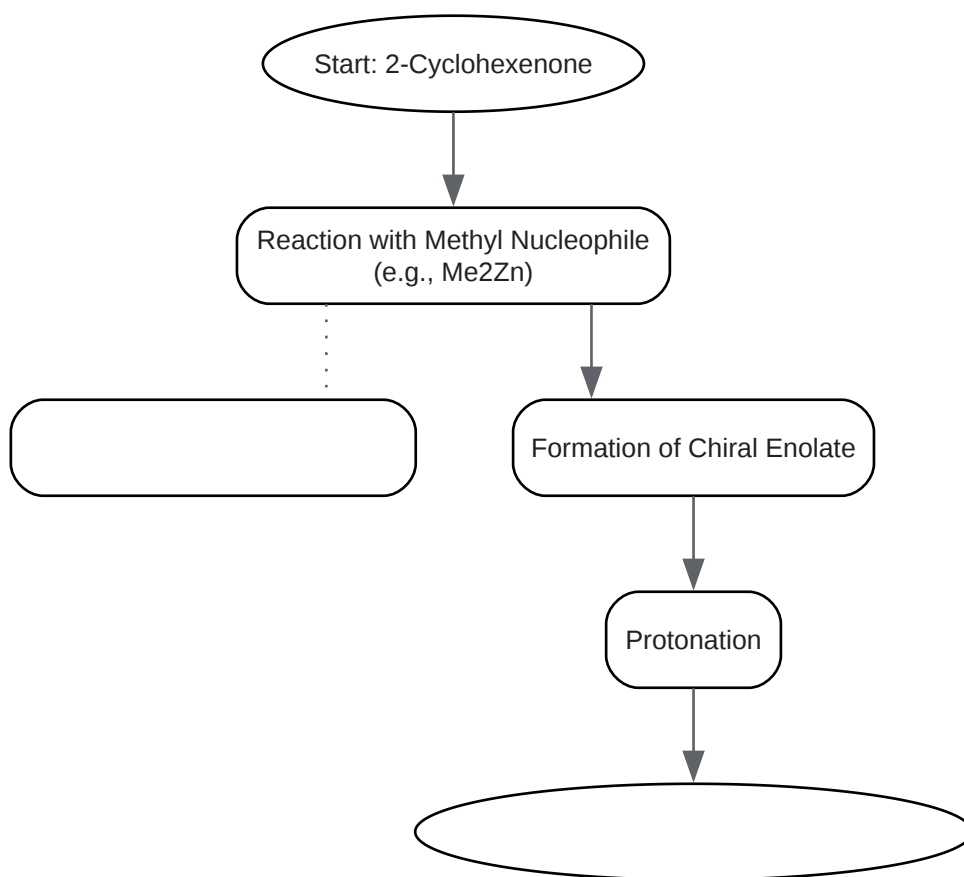 Start: 2-Cyclohexenone
Reaction with Methyl Nucleophile
(e.g., Me2Zn)
Formation of Chiral Enolate
Protonation